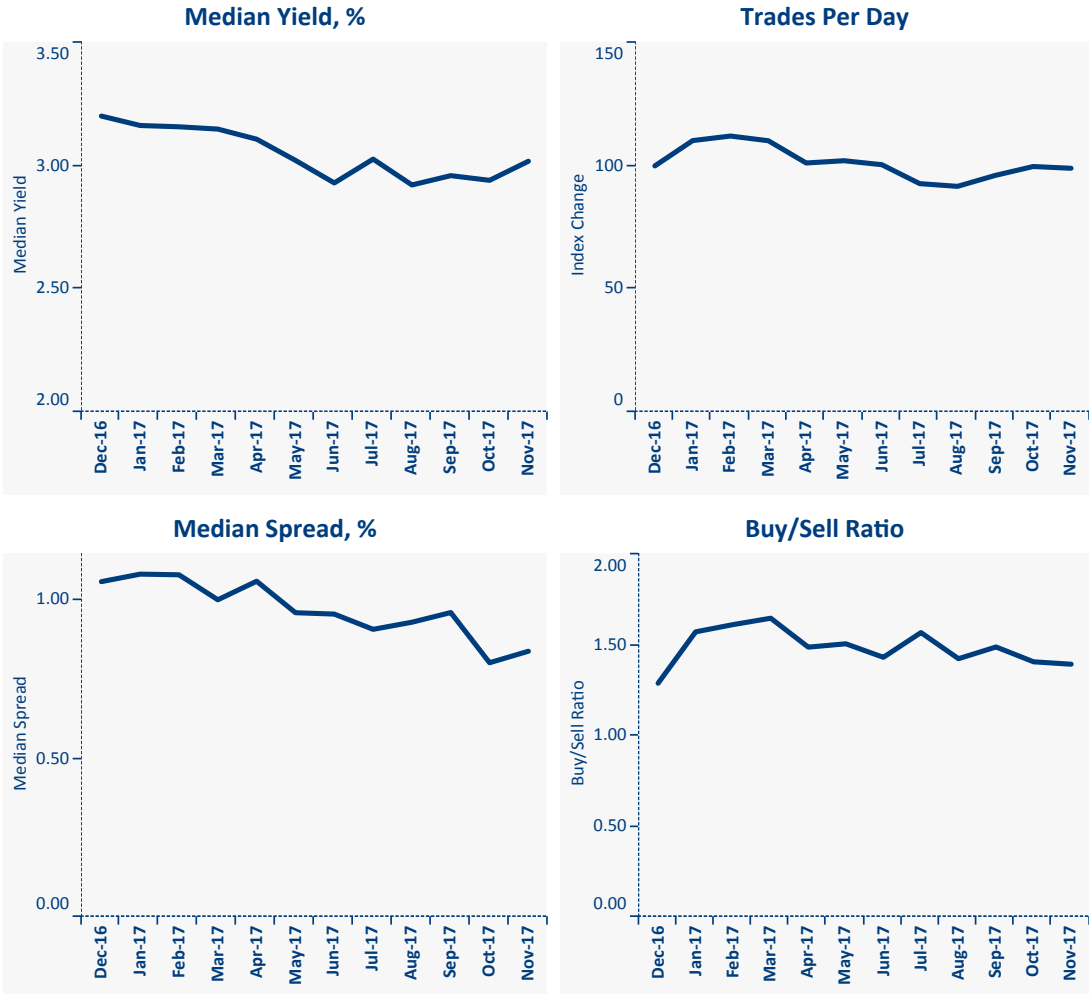 Median Yield, %
3.50
3.00
2.50
2.00
Median Yield
Dec-16
Jan-17
Feb-17
Mar-17
Apr-17
May-17
Jun-17
Jul-17
Aug-17
Sep-17
Oct-17
Nov-17
Trades Per Day
150
100
50
0
Index Change
Dec-16
Jan-17
Feb-17
Mar-17
Apr-17
May-17
Jun-17
Jul-17
Aug-17
Sep-17
Oct-17
Nov-17
Median Spread, %
1.00
0.50
0.00
Median Spread
Dec-16
Jan-17
Feb-17
Mar-17
Apr-17
May-17
Jun-17
Jul-17
Aug-17
Sep-17
Oct-17
Nov-17
Buy/Sell Ratio
2.00
1.50
1.00
0.50
0.00
Buy/Sell Ratio
Dec-16
Jan-17
Feb-17
Mar-17
Apr-17
May-17
Jun-17
Jul-17
Aug-17
Sep-17
Oct-17
Nov-17